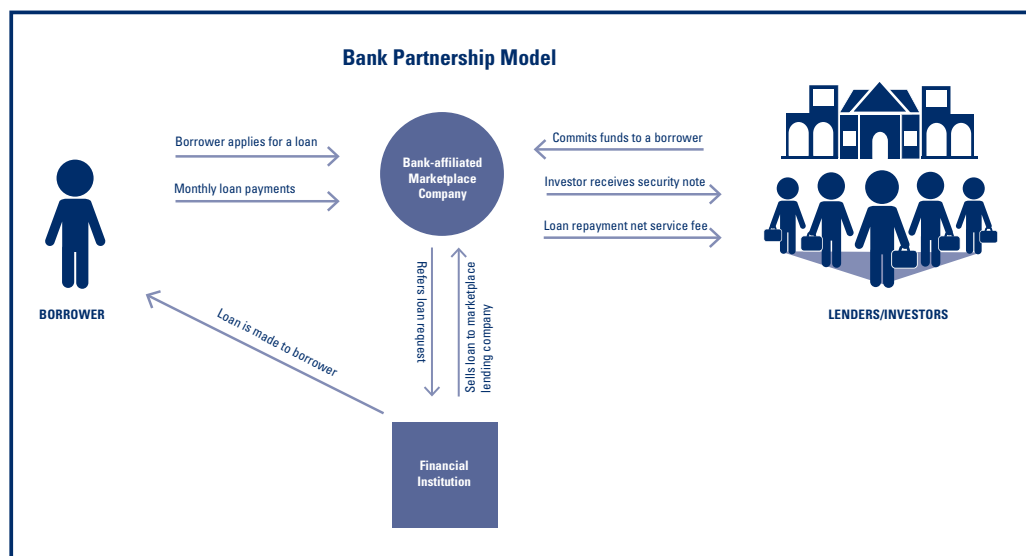 Bank Partnership Model
Borrower applies for a loan
Monthly loan payments
Bank-affiliated
Marketplace
Company
Commits funds to a borrower
Investor receives security note
Loan repayment net service fee
BORROWER
LENDERS/INVESTORS
Loan is made to borrower
Refers loan request
Sells loan to marketplace
lending company
Financial
Institution